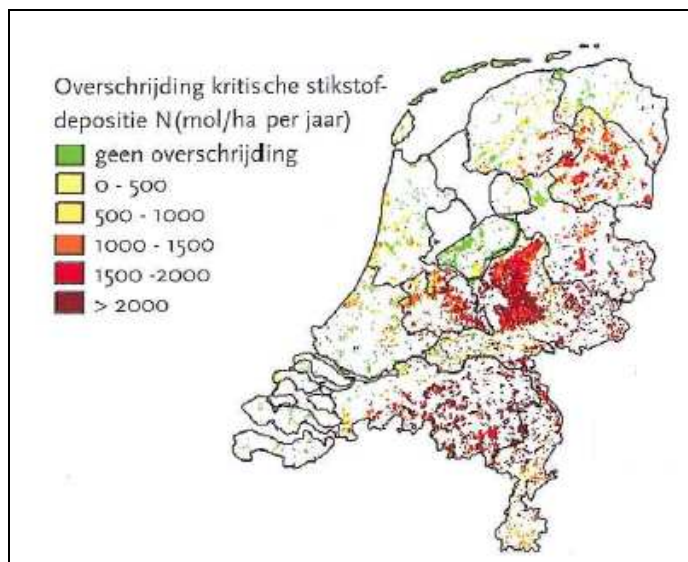 Overschrijding kritische stikstof-
depositie N (mol/ha per jaar)
geen overschrijding
0 - 500
500 - 1000
1000 - 1500
1500 -2000
> 2000